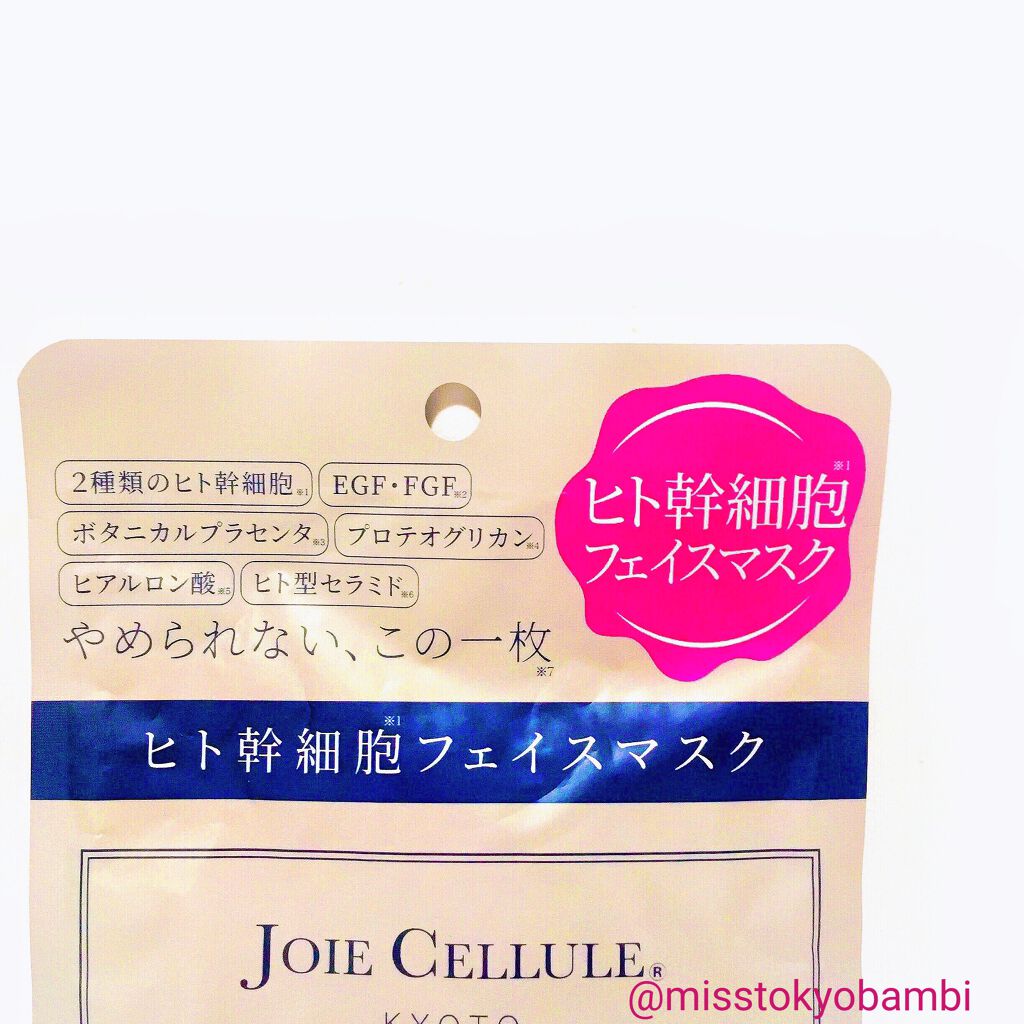 2種類のヒト幹細胞※1 EGF・FGF※2
ボタニカルプラセンタ※3 プロテオグリカン※4
ヒアルロン酸※5 ヒト型セラミド※6
やめられない、この一枚※7
※1
ヒト幹細胞
フェイスマスク
※1
ヒト幹細胞フェイスマスク
JOIE CELLULE®
KYOTO
@misstokyobambi